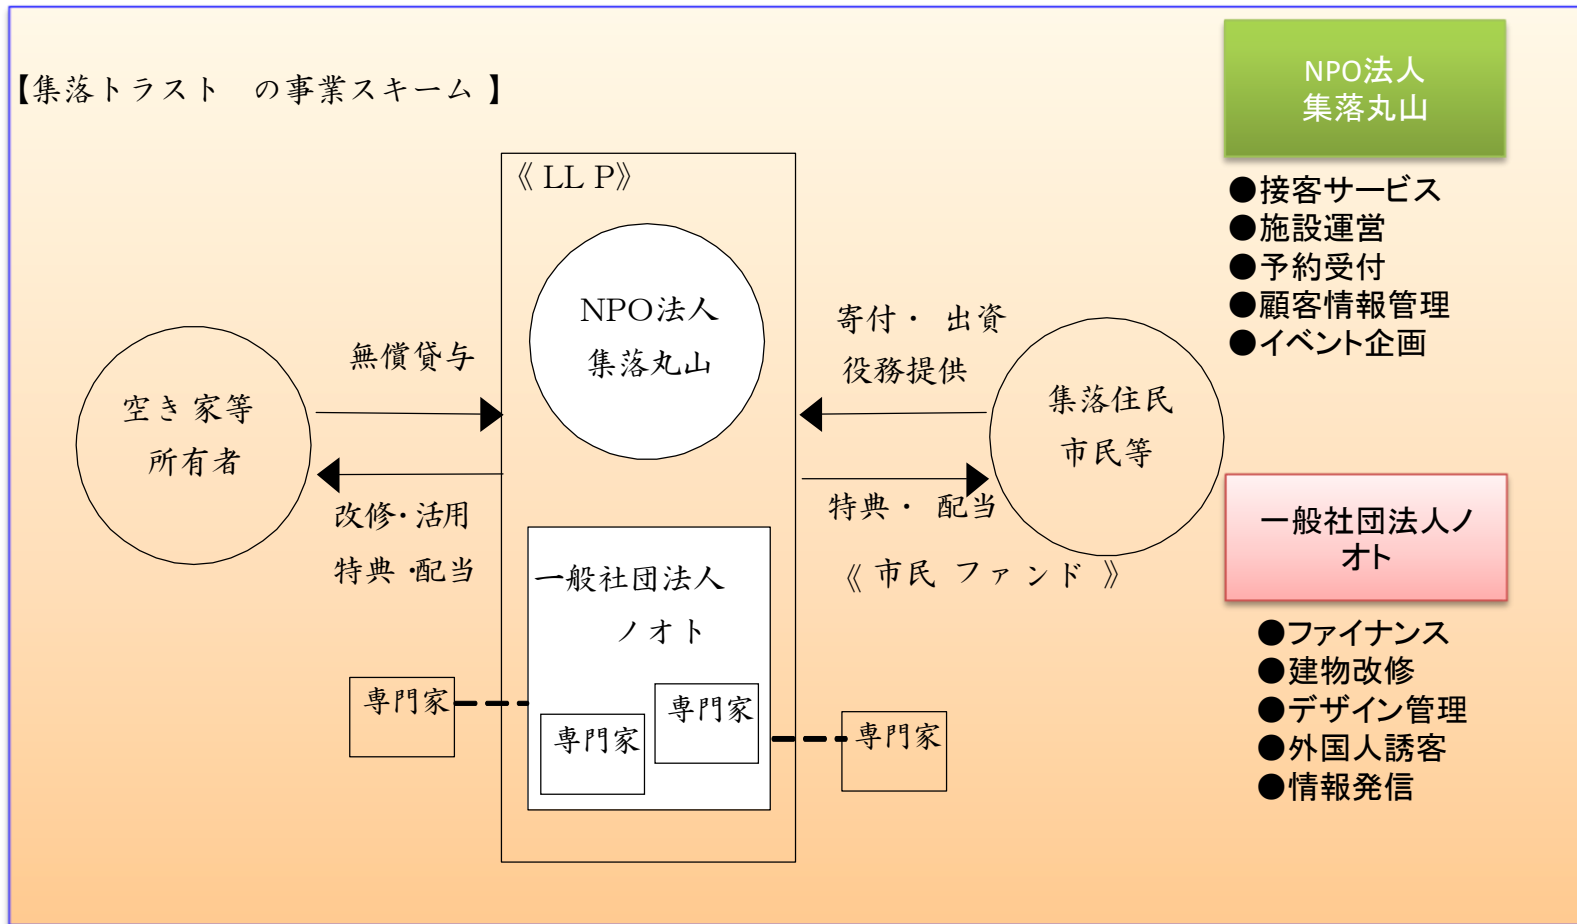 【集落トラスト の事業スキーム】
《LLP》
NPO法人
集落丸山
空き家等
所有者
無償貸与
改修・活用
特典・配当
寄付・出資
役務提供
集落住民
市民等
特典・配当
《市民ファンド》
一般社団法人
ノオト
専門家
専門家
専門家
専門家
NPO法人
集落丸山
●接客サービス
●施設運営
●予約受付
●顧客情報管理
●イベント企画
一般社団法人ノ
オト
●ファイナンス
●建物改修
●デザイン管理
●外国人誘客
●情報発信